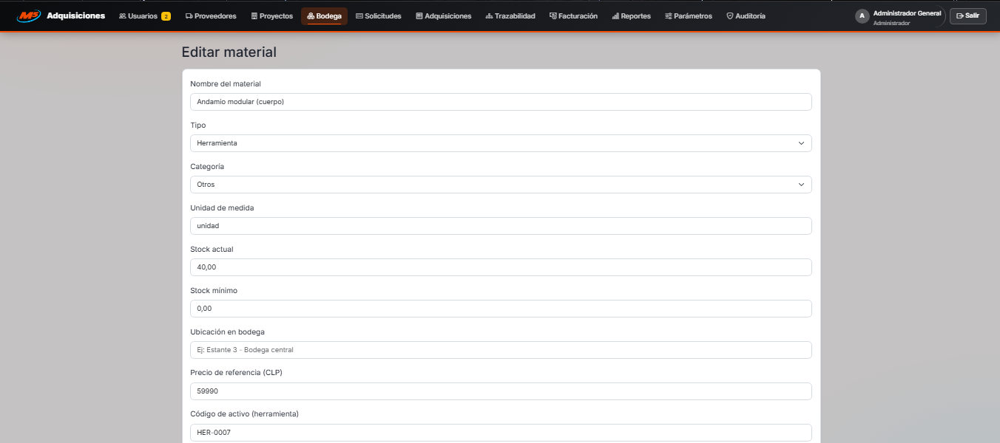 M5 Adquisiciones Usuarios 2 Proveedores Proyectos Bodega Solicitudes Adquisiciones Trazabilidad Facturación Reportes Parámetros Auditoría A Administrador General Salir
Administrador
Editar material
Nombre del material
Andamio modular (cuerpo)
Tipo
Herramienta
Categoría
Otros
Unidad de medida
unidad
Stock actual
40,00
Stock mínimo
0,00
Ubicación en bodega
Ej: Estante 3 - Bodega central
Precio de referencia (CLP)
59990
Código de activo (herramienta)
HER-0007